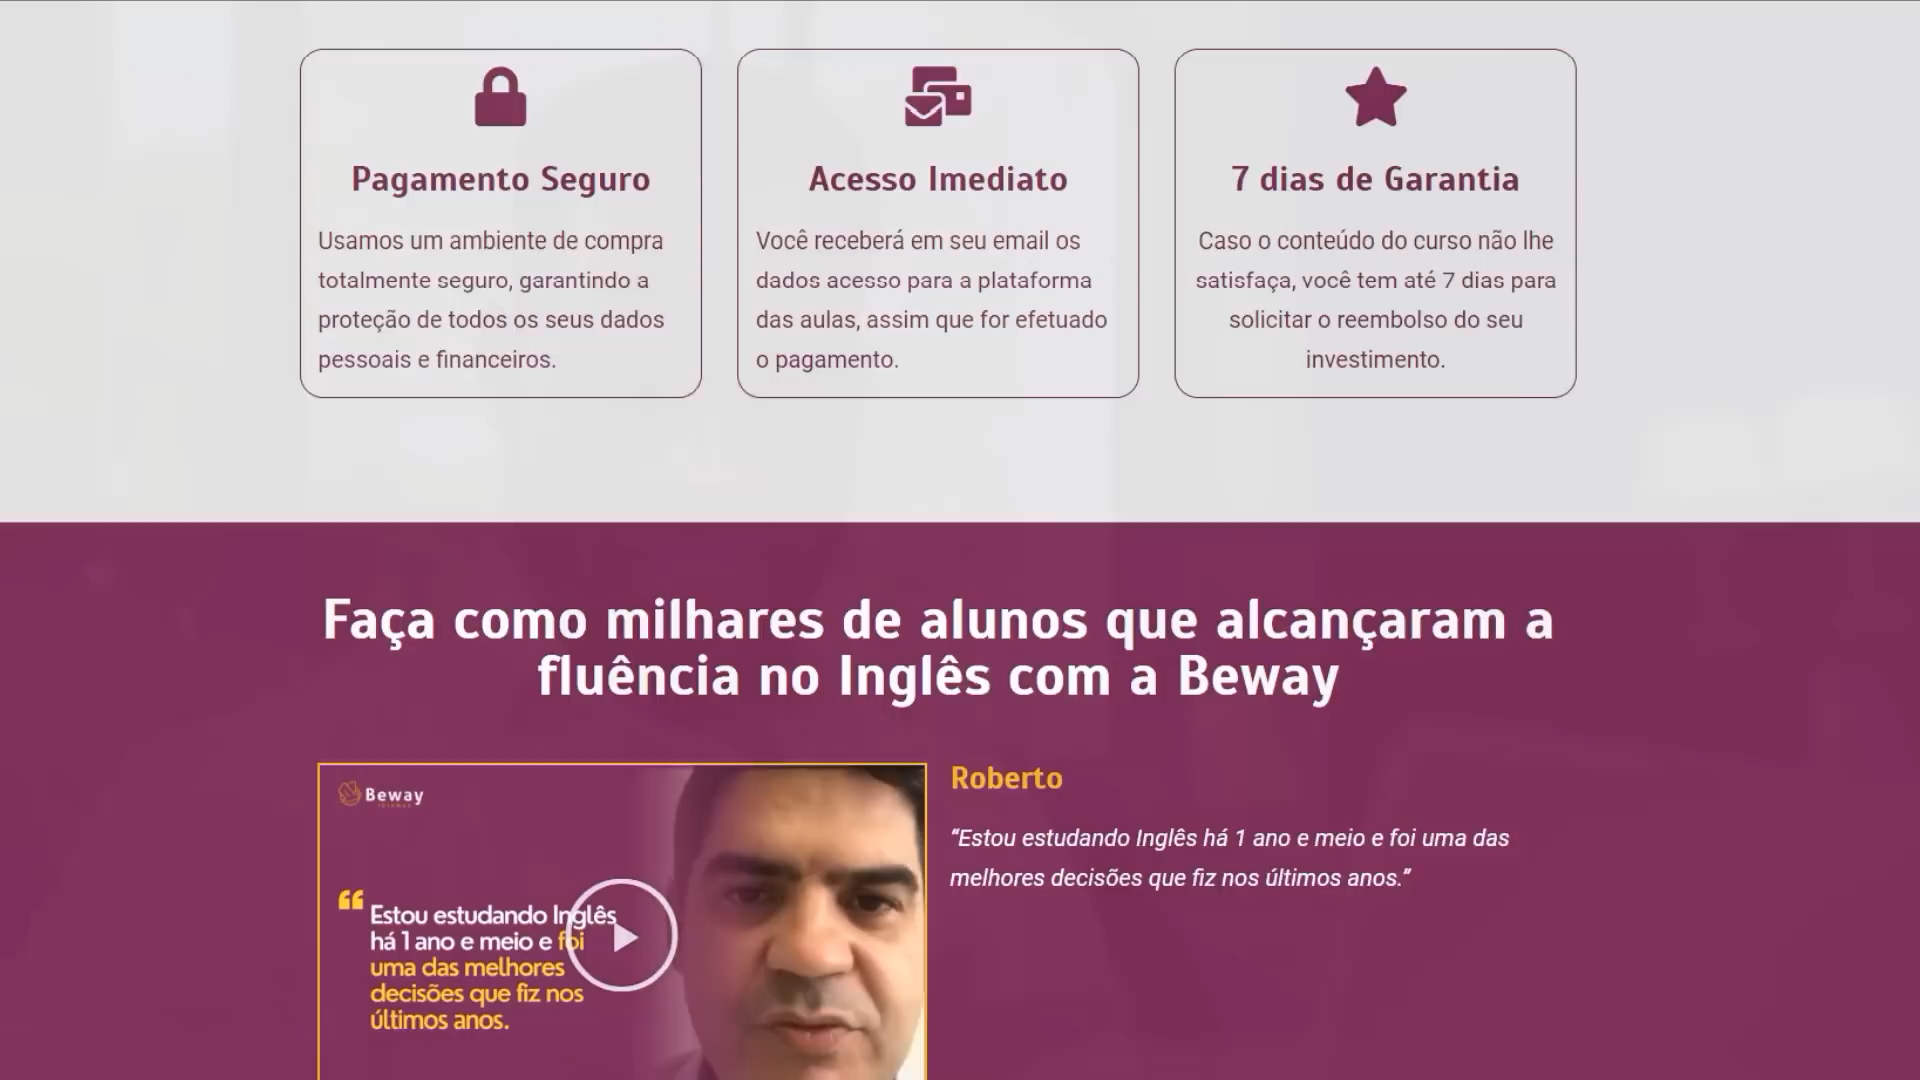 Pagamento Seguro
Usamos um ambiente de compra
totalmente seguro, garantindo a
proteção de todos os seus dados
pessoais e financeiros.
Acesso Imediato
Você receberá em seu email os
dados acesso para a plataforma
das aulas, assim que for efetuado
o pagamento.
7 dias de Garantia
Caso o conteúdo do curso não lhe
satisfaça, você tem até 7 dias para
solicitar o reembolso do seu
investimento.
Faça como milhares de alunos que alcançaram a
fluência no Inglês com a Beway
Beway
“Estou estudando Inglês
há 1 ano e meio e foi
uma das melhores
decisões que fiz nos
últimos anos.
Roberto
“Estou estudando Inglês há 1 ano e meio e foi uma das
melhores decisões que fiz nos últimos anos.”